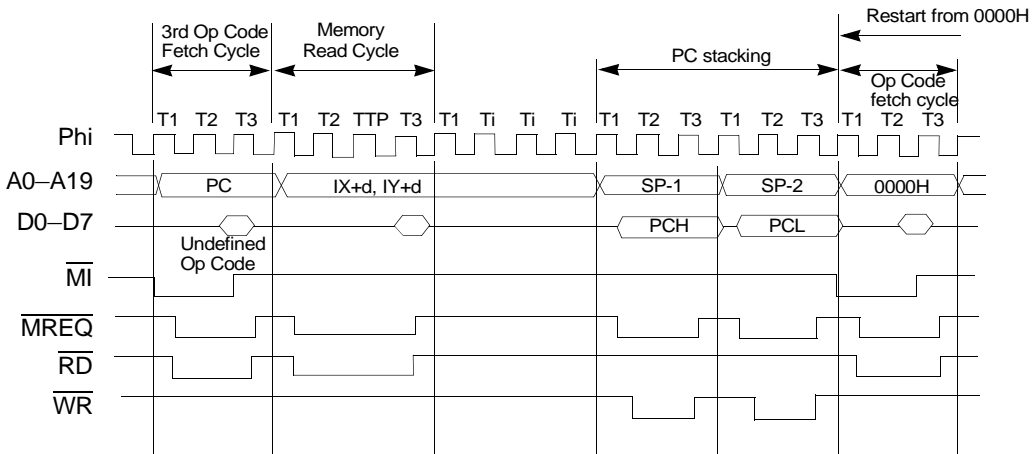 Restart from 0000H
3rd Op Code
Fetch Cycle
Memory
Read Cycle
PC stacking
Op Code
fetch cycle
T1 T2 T3 T1 T2 TTP T3 T1 Ti Ti Ti T1 T2 T3 T1 T2 T3 T1 T2 T3
Phi
A0–A19 PC IX+d, IY+d SP-1 SP-2 0000H
D0–D7 PCH PCL
Undefined
Op Code
MI
MREQ
RD
WR